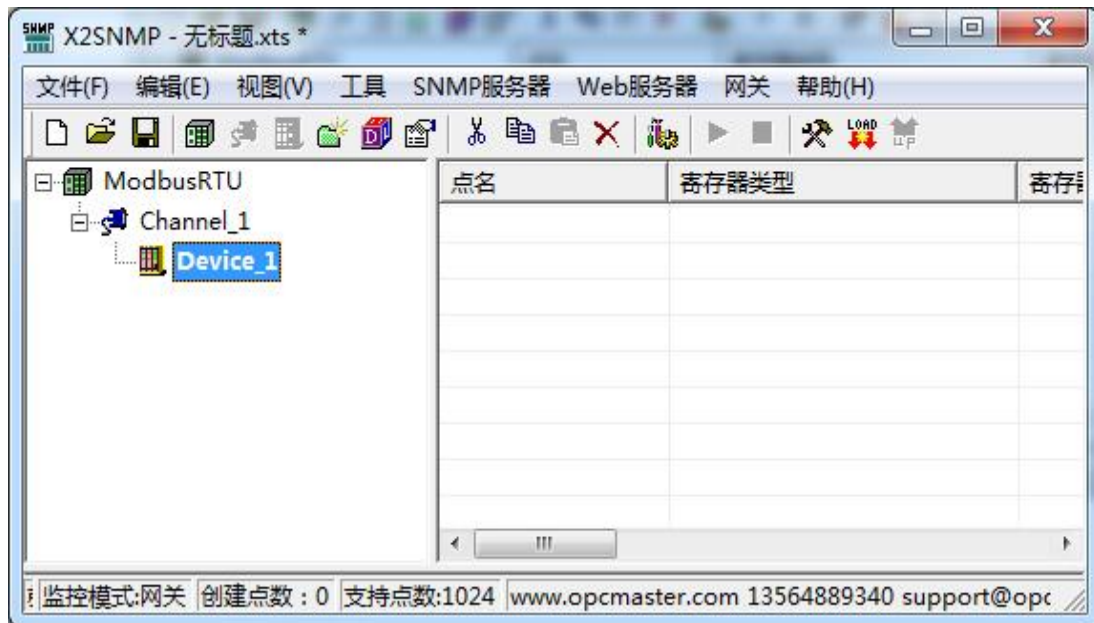 SNMP X2SNMP - 无标题.xts *
文件(F) 编辑(E) 视图(V) 工具 SNMP服务器 Web服务器 网关 帮助(H)
D LOAD UP
ModbusRTU
点名 寄存器类型
Channel_1
Device_1
监控模式:网关 创建点数：0 支持点数:1024 www.opcmaster.com 13564889340 support@opc